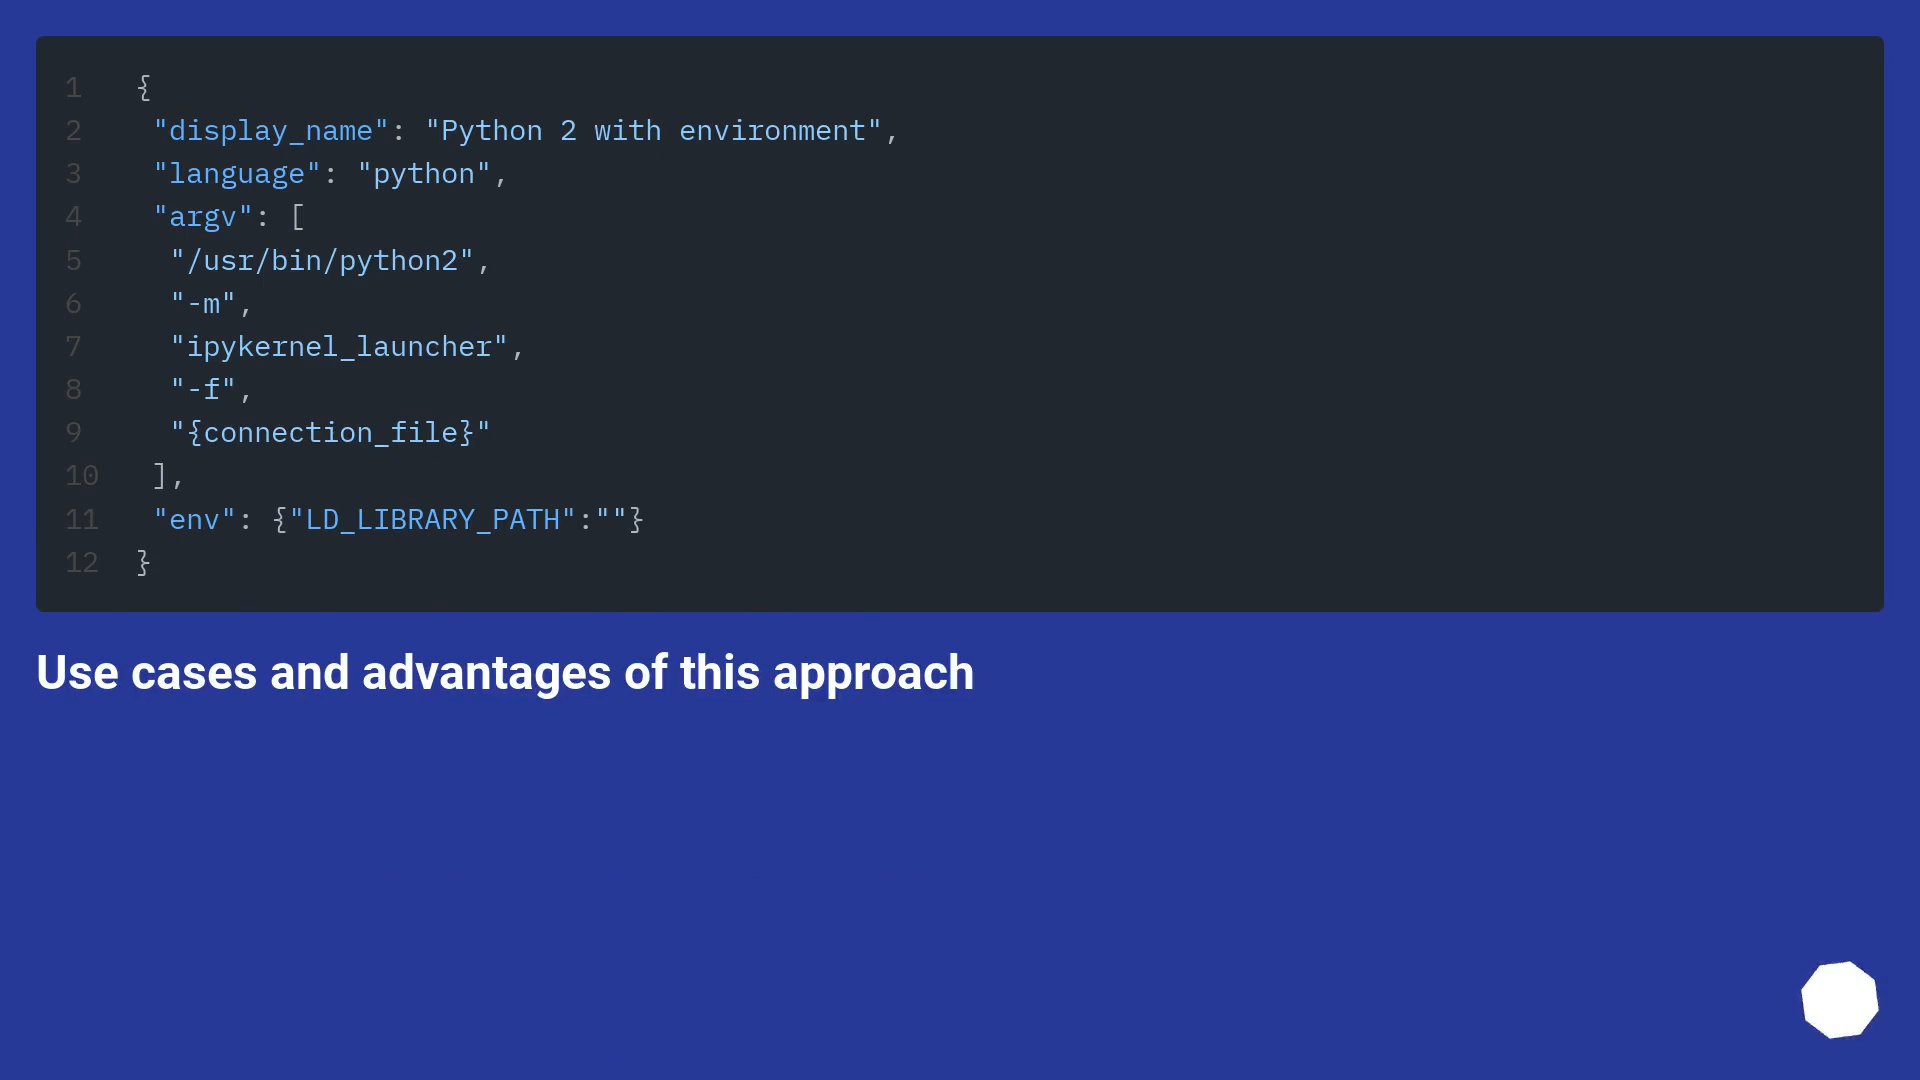 1 {
2 "display_name": "Python 2 with environment",
3 "language": "python",
4 "argv": [
5 "/usr/bin/python2",
6 "-m",
7 "ipykernel_launcher",
8 "-f",
9 "{connection_file}"
10 ],
11 "env": {"LD_LIBRARY_PATH":""}
12 }
Use cases and advantages of this approach